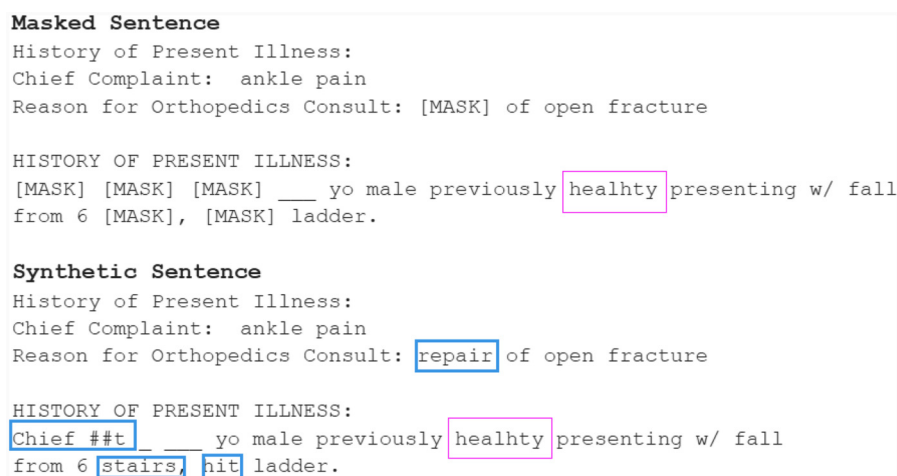 Masked Sentence
History of Present Illness:
Chief Complaint: ankle pain
Reason for Orthopedics Consult: [MASK] of open fracture
HISTORY OF PRESENT ILLNESS:
[MASK] [MASK] [MASK] ___ yo male previously healhty presenting w/ fall
from 6 [MASK], [MASK] ladder.
Synthetic Sentence
History of Present Illness:
Chief Complaint: ankle pain
Reason for Orthopedics Consult: repair of open fracture
HISTORY OF PRESENT ILLNESS:
Chief ##t _ ___ yo male previously healhty presenting w/ fall
from 6 stairs, hit ladder.